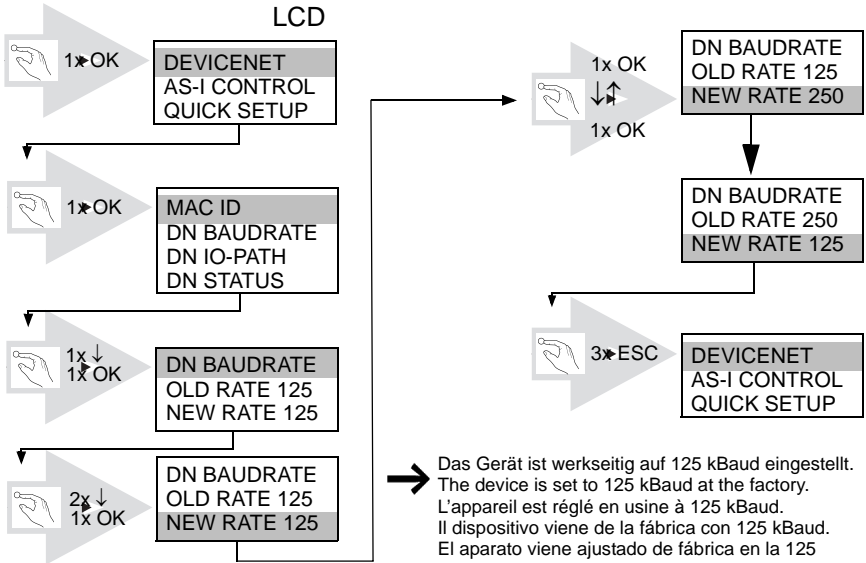 LCD
1x OK
DEVICENET
AS-I CONTROL
QUICK SETUP
1x OK
MAC ID
DN BAUDRATE
DN IO-PATH
DN STATUS
1x ↓
1x OK
DN BAUDRATE
OLD RATE 125
NEW RATE 125
2x ↓
1x OK
DN BAUDRATE
OLD RATE 125
NEW RATE 125
1x OK
↓↑
1x OK
DN BAUDRATE
OLD RATE 125
NEW RATE 250
DN BAUDRATE
OLD RATE 250
NEW RATE 125
3x ESC
DEVICENET
AS-I CONTROL
QUICK SETUP
Das Gerät ist werkseitig auf 125 kBaud eingestellt.
The device is set to 125 kBaud at the factory.
L'appareil est réglé en usine à 125 kBaud.
Il dispositivo viene de la fábrica con 125 kBaud.
El aparato viene ajustado de fábrica en la 125